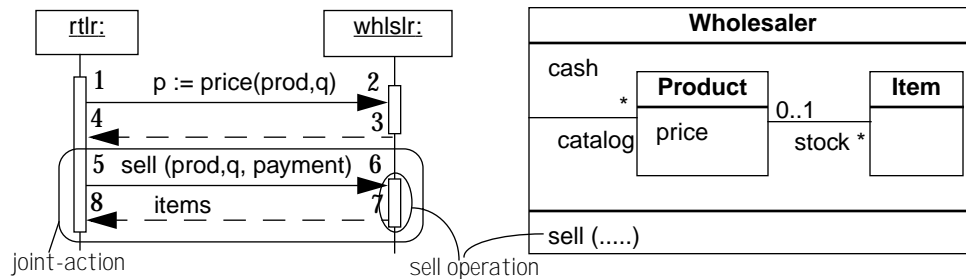 rtlr:
whlslr:
1
p := price(prod,q)
2
4
3
5
sell (prod,q, payment)
6
8
items
7
joint-action
sell operation
Wholesaler
cash
*
catalog
Product
price
0..1
stock *
Item
sell (.....)